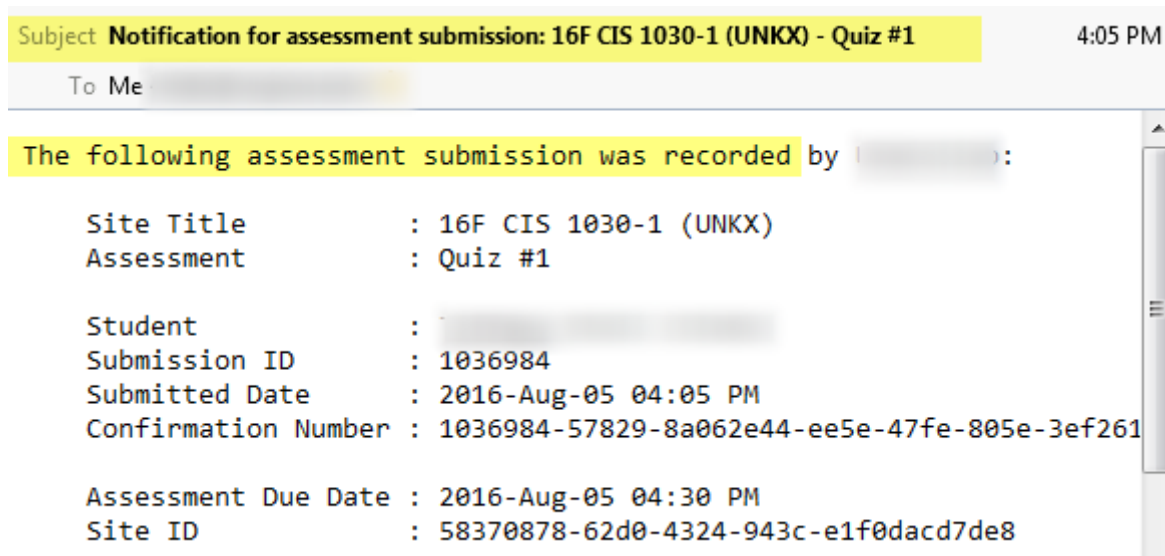 Subject Notification for assessment submission: 16F CIS 1030-1 (UNKX) - Quiz #1 4:05 PM
To Me
The following assessment submission was recorded by :
Site Title : 16F CIS 1030-1 (UNKX)
Assessment : Quiz #1
Student :
Submission ID : 1036984
Submitted Date : 2016-Aug-05 04:05 PM
Confirmation Number : 1036984-57829-8a062e44-ee5e-47fe-805e-3ef261
Assessment Due Date : 2016-Aug-05 04:30 PM
Site ID : 58370878-62d0-4324-943c-e1f0dacd7de8